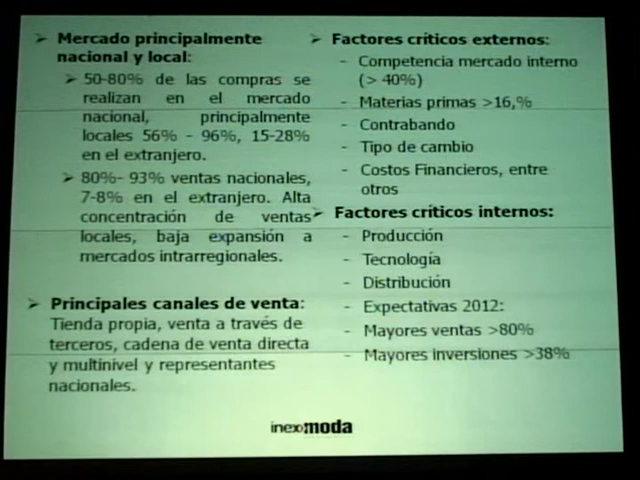 ➢ Mercado principalmente
nacional y local:
➢ 50-80% de las compras se
realizan en el mercado
nacional, principalmente
locales 56% - 96%, 15-28%
en el extranjero.
➢ 80%- 93% ventas nacionales,
7-8% en el extranjero. Alta
concentración de ventas
locales, baja expansión a
mercados intrarregionales.
➢ Principales canales de venta:
Tienda propia, venta a través de
terceros, cadena de venta directa
y multinivel y representantes
nacionales.
➢ Factores críticos externos:
- Competencia mercado interno
(> 40%)
- Materias primas >16,%
- Contrabando
- Tipo de cambio
- Costos Financieros, entre
otros
➢ Factores críticos internos:
- Producción
- Tecnología
- Distribución
- Expectativas 2012:
- Mayores ventas >80%
- Mayores inversiones >38%
inexmoda